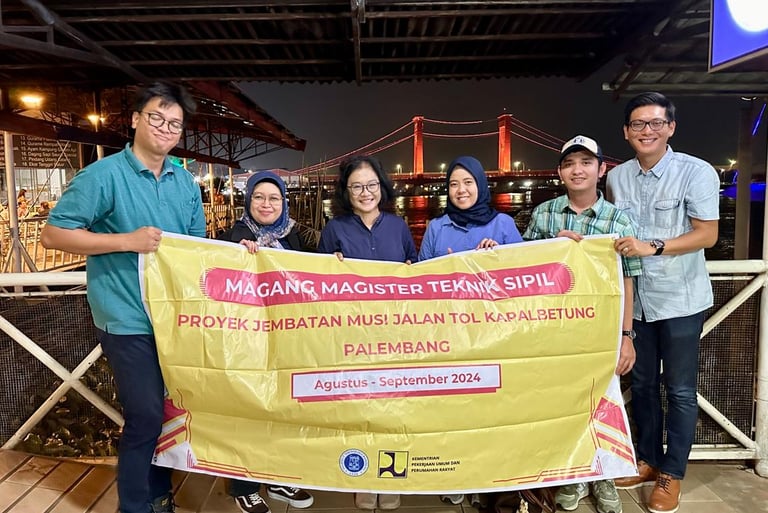 MAGANG MAGISTER TEKNIK SIPIL
PROYEK JEMBATAN MUSI JALAN TOL KAPALBETUNG
PALEMBANG
Agustus - September 2024
KEMENTRIAN
PEKERJAAN UMUM DAN
PERUMAHAN RAKYAT